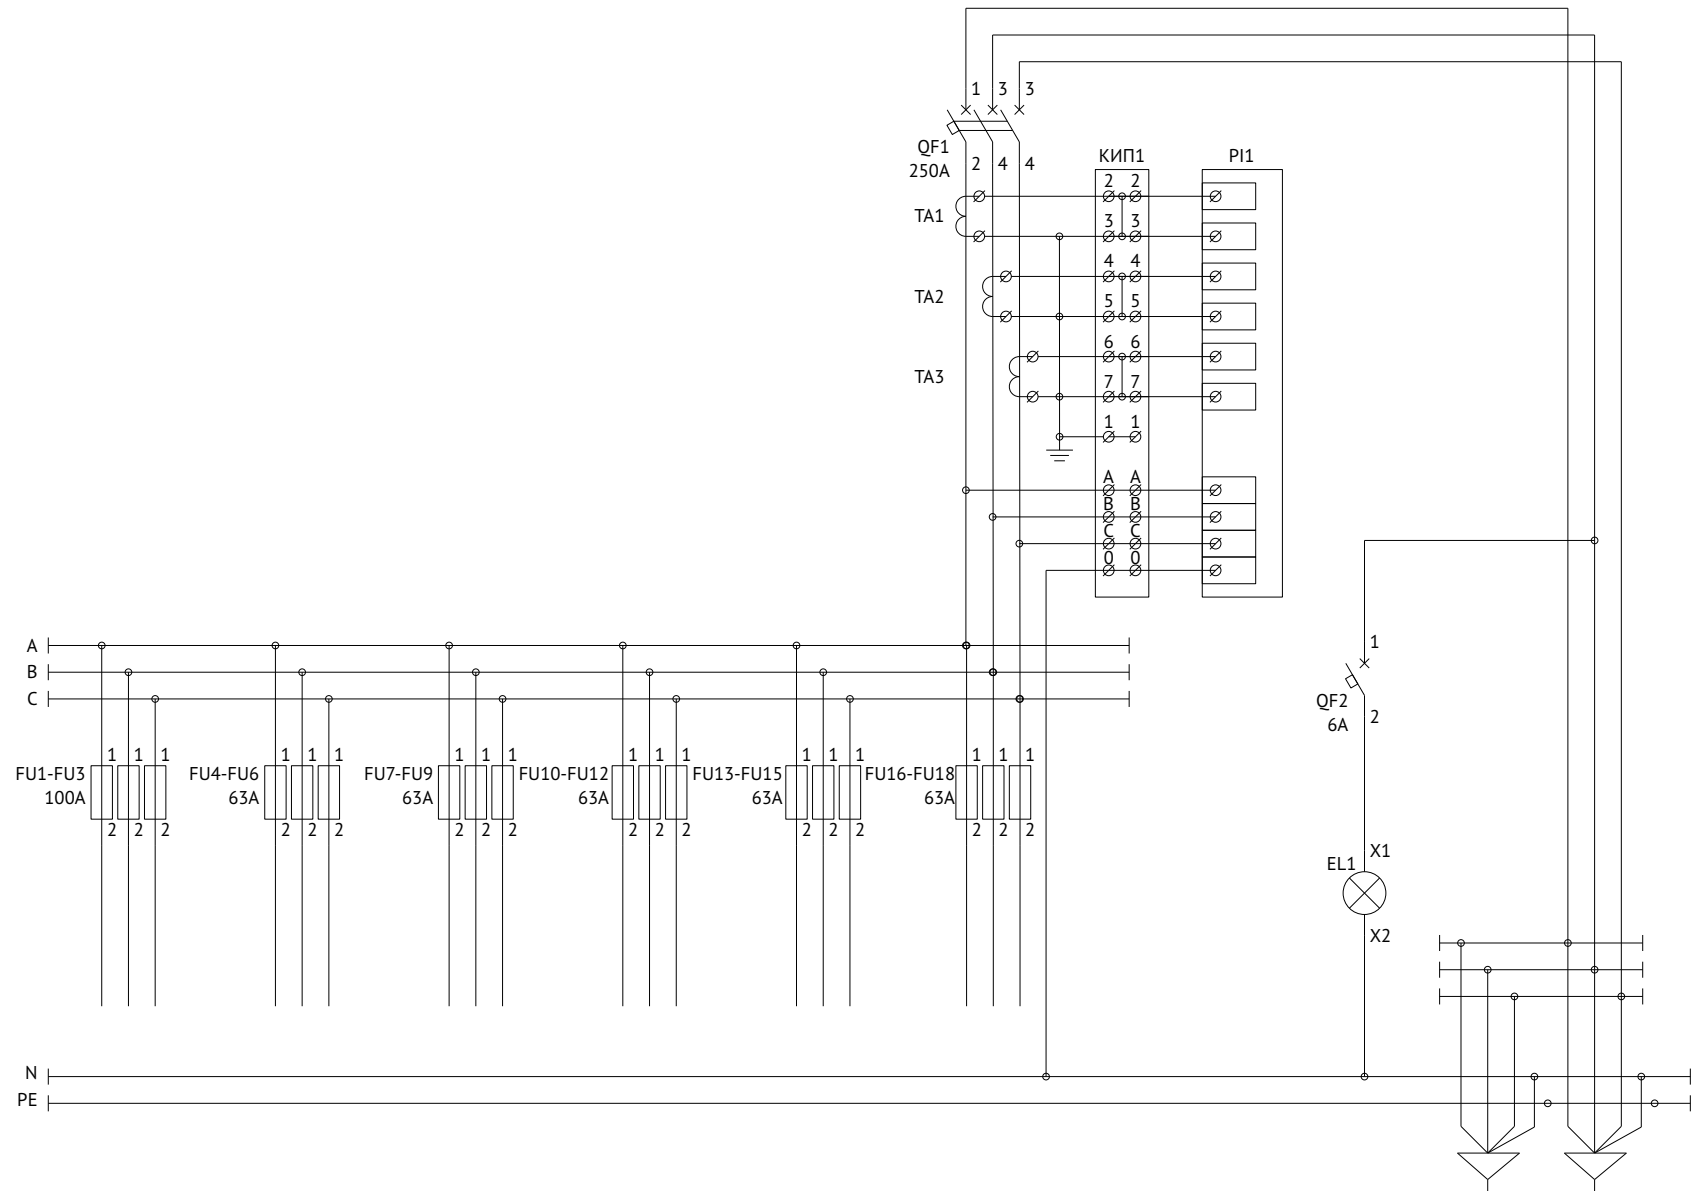 1 3 3
QF1
250A
2 4 4
КИП1
PI1
2 2
TA1
3 3
4 4
TA2
5 5
6 6
TA3
7 7
1 1
A A
B B
C C
0 0
A
B
C
1
QF2
6A
2
1 1 1 1 1 1 1 1 1 1 1 1 1 1 1 1 1 1
FU1-FU3 FU4-FU6 FU7-FU9 FU10-FU12 FU13-FU15 FU16-FU18
100A 63A 63A 63A 63A 63A
2 2 2 2 2 2 2 2 2 2 2 2 2 2 2 2 2 2
X1
EL1
X2
N
PE